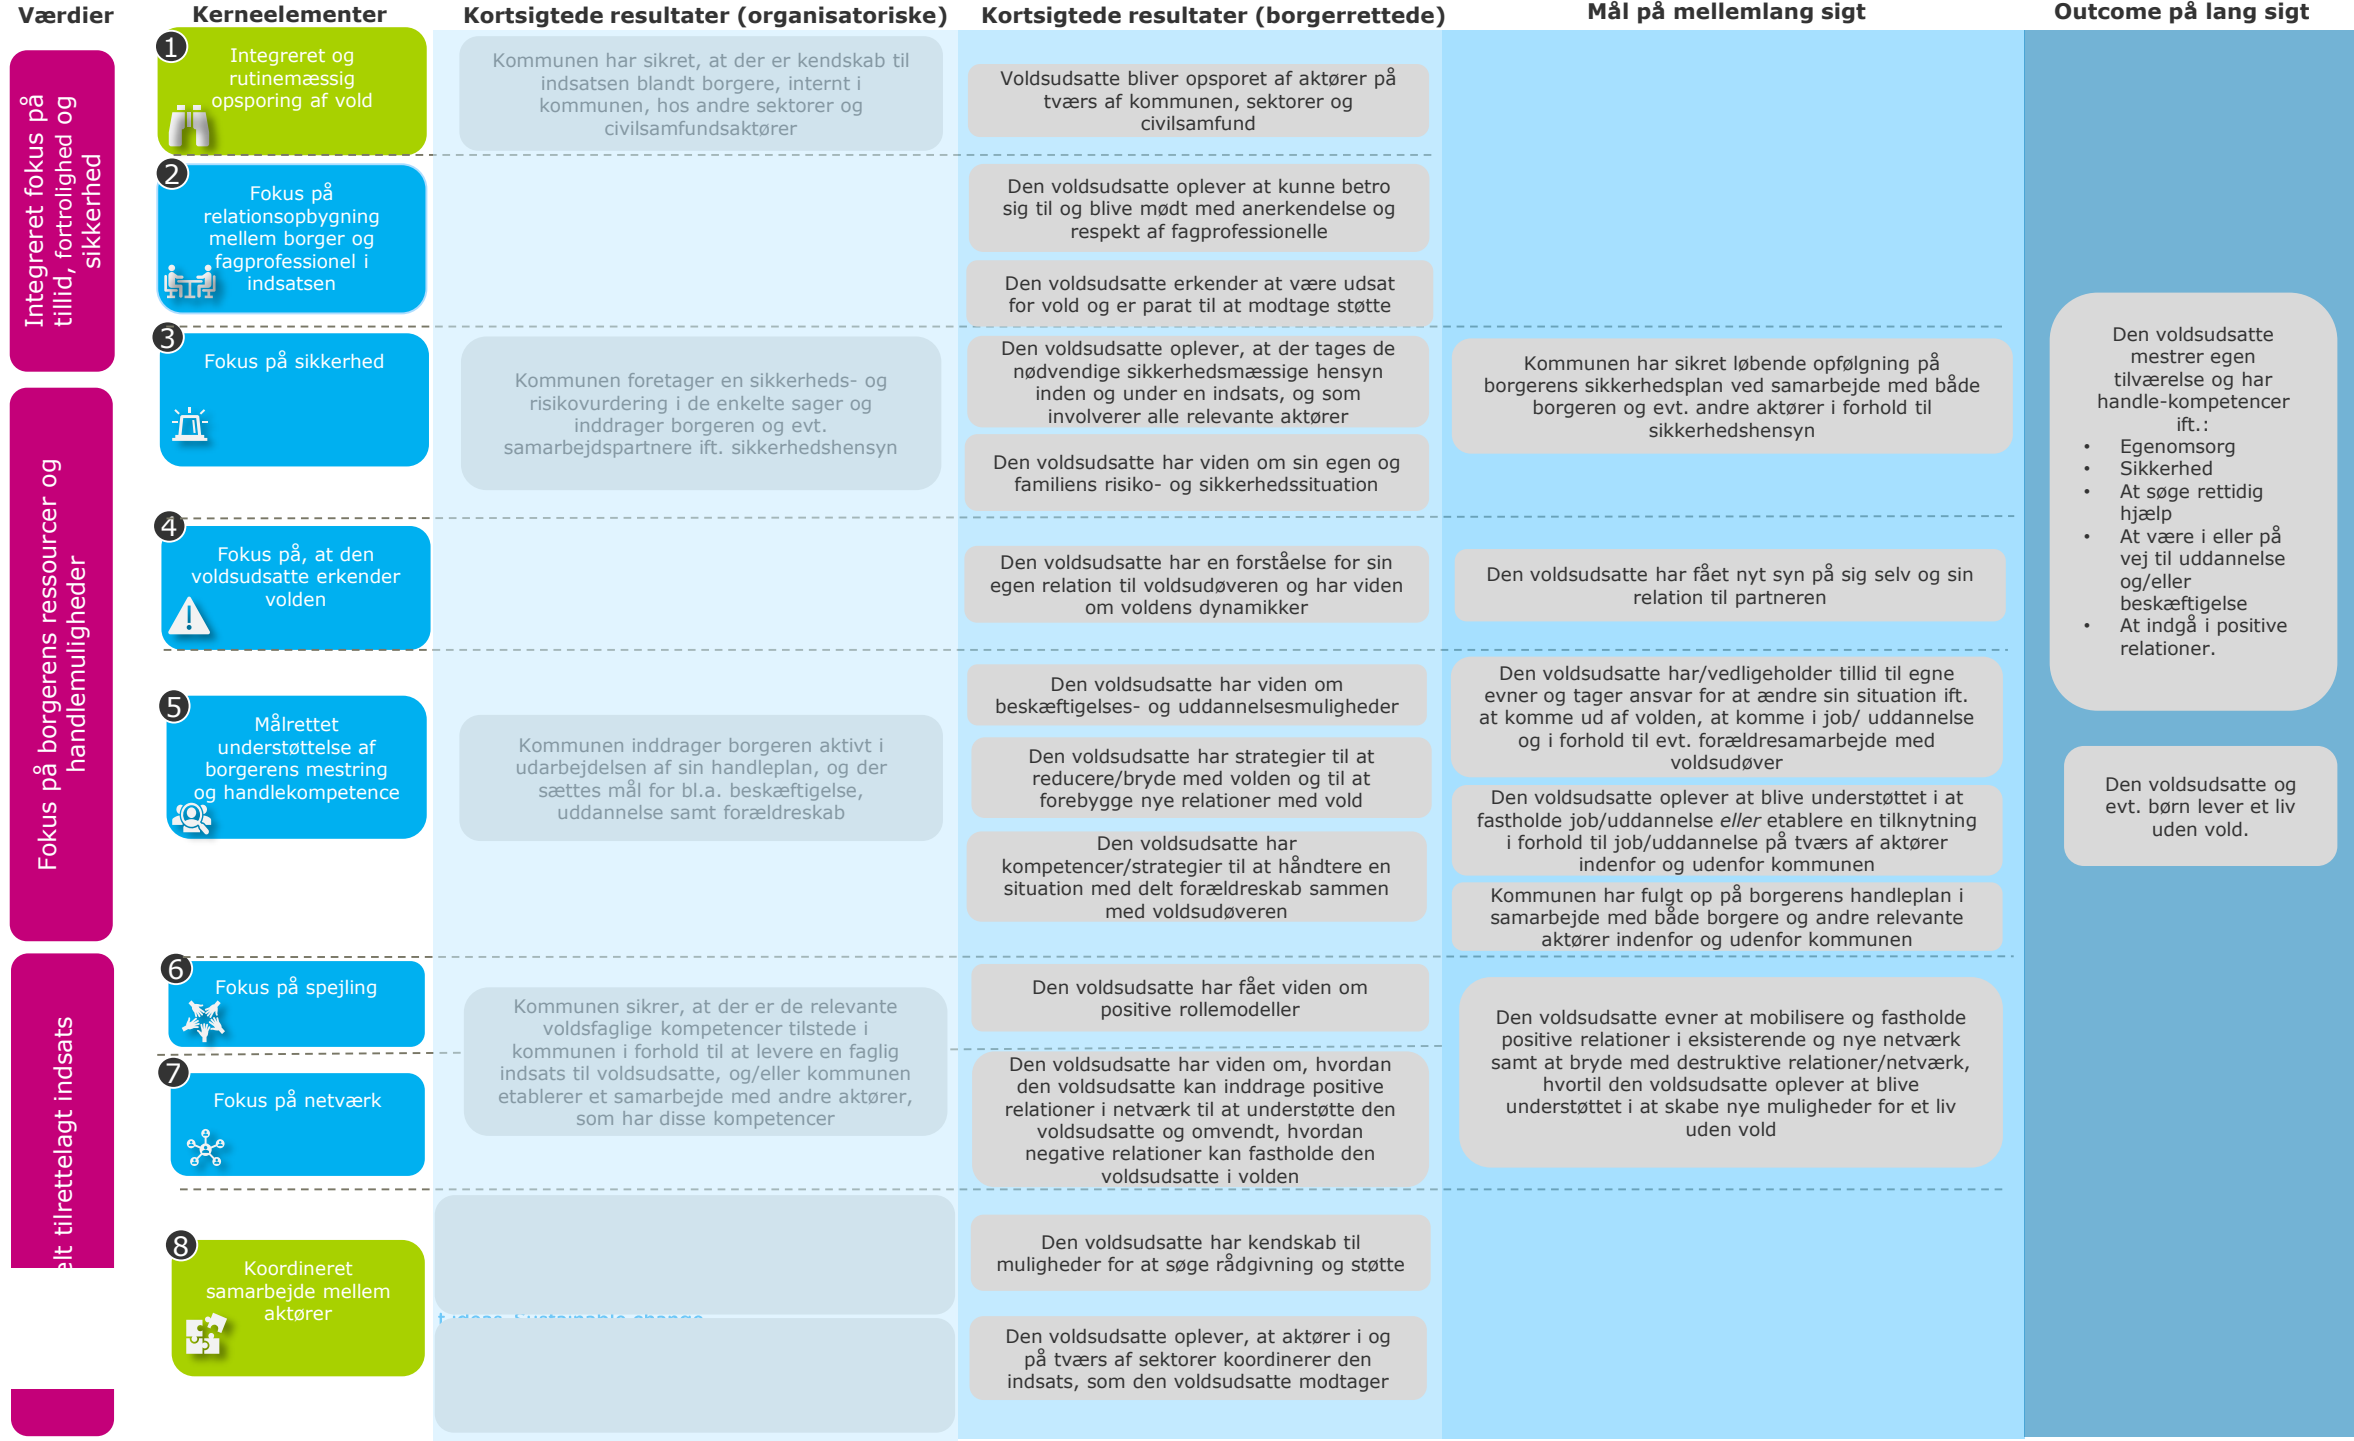 Værdier
Kerneelementer
Kortsigtede resultater (organisatoriske)
Kortsigtede resultater (borgerrettede)
Mål på mellemlang sigt
Outcome på lang sigt
Integreret fokus på
tillid, fortrolighed og
sikkerhed
Fokus på borgerens ressourcer og
handlemuligheder
elt tilrettelagt indsats
1
Integreret og
rutinemæssig
opsporing af vold
Kommunen har sikret, at der er kendskab til
indsatsen blandt borgere, internt i
kommunen, hos andre sektorer og
civilsamfundsaktører
Voldsudsatte bliver opsporet af aktører på
tværs af kommunen, sektorer og
civilsamfund
2
Fokus på
relationsopbygning
mellem borger og
fagprofessionel i
indsatsen
Den voldsudsatte oplever at kunne betro
sig til og blive mødt med anerkendelse og
respekt af fagprofessionelle
Den voldsudsatte erkender at være udsat
for vold og er parat til at modtage støtte
3
Fokus på sikkerhed
Kommunen foretager en sikkerheds- og
risikovurdering i de enkelte sager og
inddrager borgeren og evt.
samarbejdspartnere ift. sikkerhedshensyn
Den voldsudsatte oplever, at der tages de
nødvendige sikkerhedsmæssige hensyn
inden og under en indsats, og som
involverer alle relevante aktører
Den voldsudsatte har viden om sin egen og
familiens risiko- og sikkerhedssituation
Kommunen har sikret løbende opfølgning på
borgerens sikkerhedsplan ved samarbejde med både
borgeren og evt. andre aktører i forhold til
sikkerhedshensyn
4
Fokus på, at den
voldsudsatte erkender
volden
Den voldsudsatte har en forståelse for sin
egen relation til voldsudøveren og har viden
om voldens dynamikker
Den voldsudsatte har fået nyt syn på sig selv og sin
relation til partneren
5
Målrettet
understøttelse af
borgerens mestring
og handlekompetence
Kommunen inddrager borgeren aktivt i
udarbejdelsen af sin handleplan, og der
sættes mål for bl.a. beskæftigelse,
uddannelse samt forældreskab
Den voldsudsatte har viden om
beskæftigelses- og uddannelsesmuligheder
Den voldsudsatte har strategier til at
reducere/bryde med volden og til at
forebygge nye relationer med vold
Den voldsudsatte har
kompetencer/strategier til at håndtere en
situation med delt forældreskab sammen
med voldsudøveren
Den voldsudsatte har/vedligeholder tillid til egne
evner og tager ansvar for at ændre sin situation ift.
at komme ud af volden, at komme i job/ uddannelse
og i forhold til evt. forældresamarbejde med
voldsudøver
Den voldsudsatte oplever at blive understøttet i at
fastholde job/uddannelse eller etablere en tilknytning
i forhold til job/uddannelse på tværs af aktører
indenfor og udenfor kommunen
Kommunen har fulgt op på borgerens handleplan i
samarbejde med både borgere og andre relevante
aktører indenfor og udenfor kommunen
6
Fokus på spejling
Kommunen sikrer, at der er de relevante
voldsfaglige kompetencer tilstede i
kommunen i forhold til at levere en faglig
indsats til voldsudsatte, og/eller kommunen
etablerer et samarbejde med andre aktører,
som har disse kompetencer
Den voldsudsatte har fået viden om
positive rollemodeller
Den voldsudsatte evner at mobilisere og fastholde
positive relationer i eksisterende og nye netværk
samt at bryde med destruktive relationer/netværk,
hvortil den voldsudsatte oplever at blive
understøttet i at skabe nye muligheder for et liv
uden vold
7
Fokus på netværk
Den voldsudsatte har viden om, hvordan
den voldsudsatte kan inddrage positive
relationer i netværk til at understøtte den
voldsudsatte og omvendt, hvordan
negative relationer kan fastholde den
voldsudsatte i volden
8
Koordineret
samarbejde mellem
aktører
Den voldsudsatte har kendskab til
muligheder for at søge rådgivning og støtte
Den voldsudsatte oplever, at aktører i og
på tværs af sektorer koordinerer den
indsats, som den voldsudsatte modtager
t ideas. Sustainable change
Den voldsudsatte
mestrer egen
tilværelse og har
handle-kompetencer
ift.:
• Egenomsorg
• Sikkerhed
• At søge rettidig
hjælp
• At være i eller på
vej til uddannelse
og/eller
beskæftigelse
• At indgå i positive
relationer.
Den voldsudsatte og
evt. børn lever et liv
uden vold.